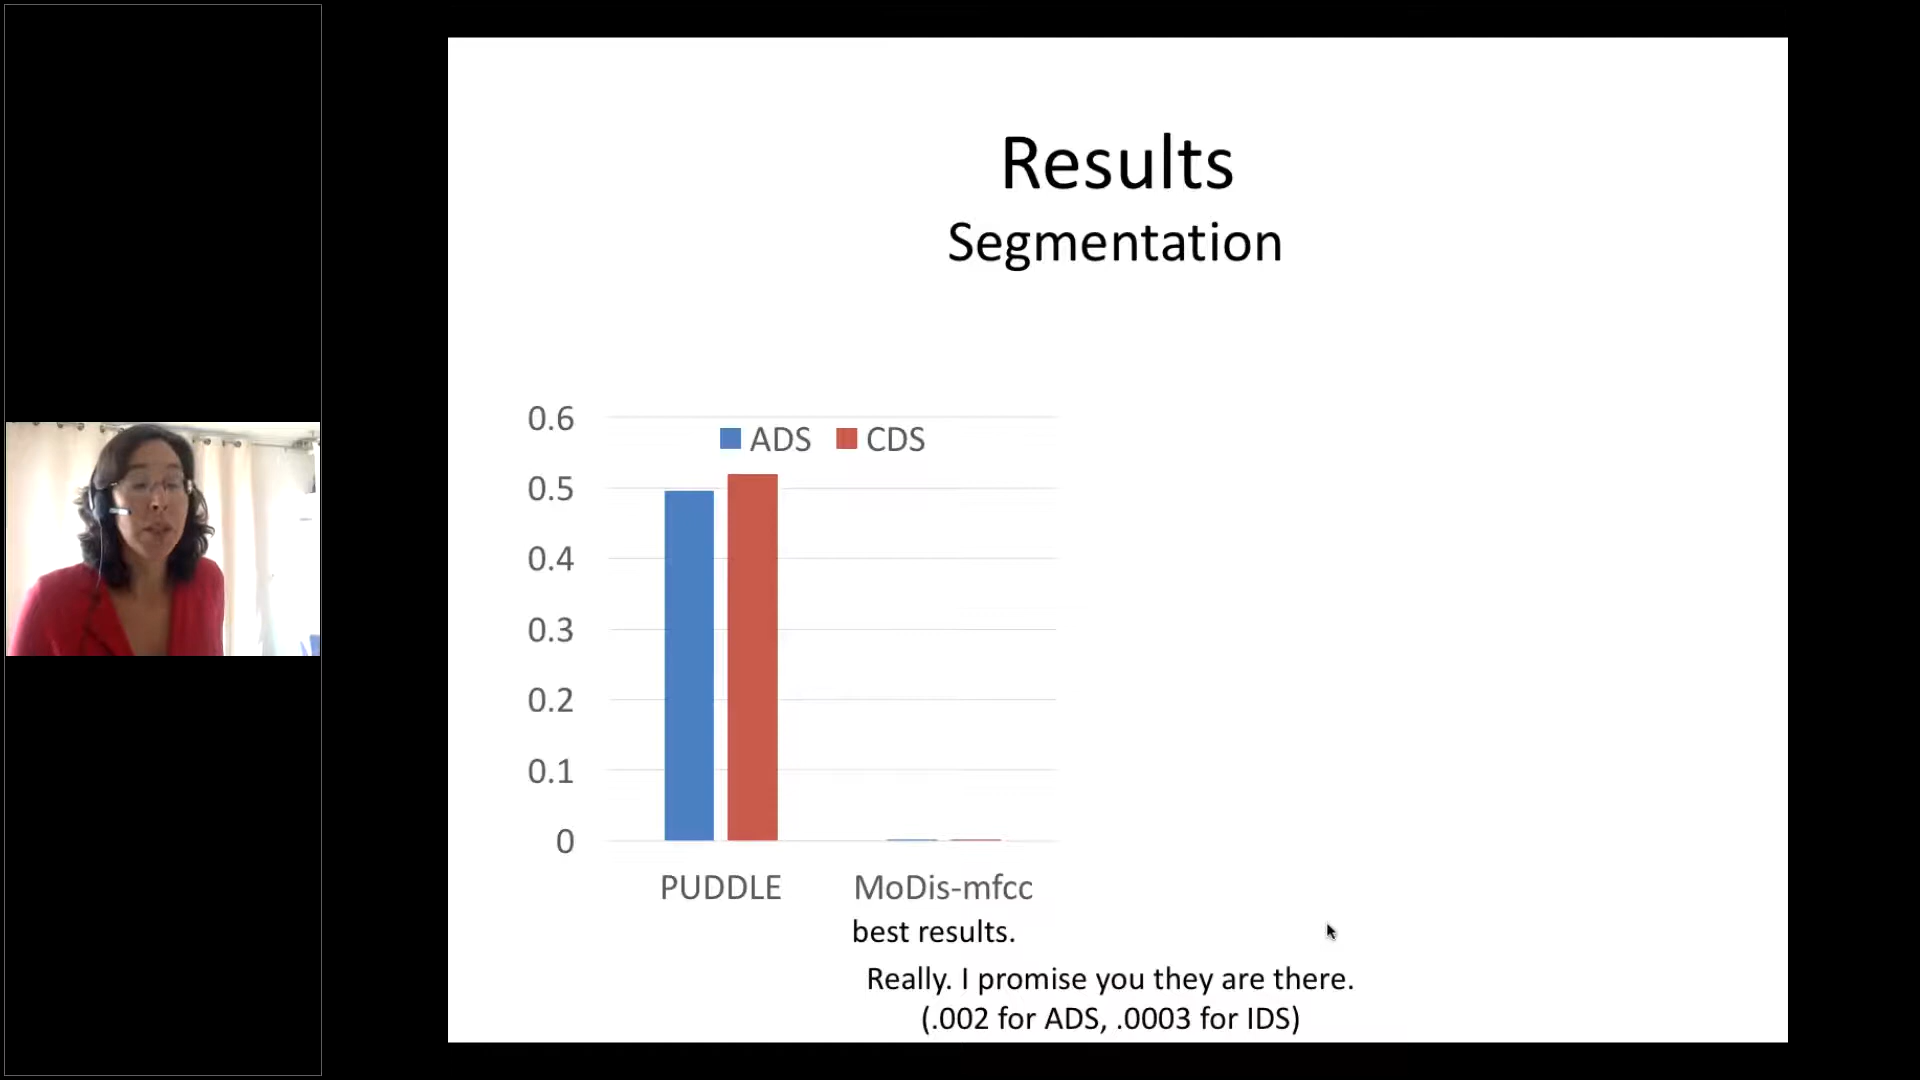 Results
Segmentation
ADS CDS
0.6
0.5
0.4
0.3
0.2
0.1
0
PUDDLE MoDis-mfcc
best results.
Really. I promise you they are there.
(.002 for ADS, .0003 for IDS)